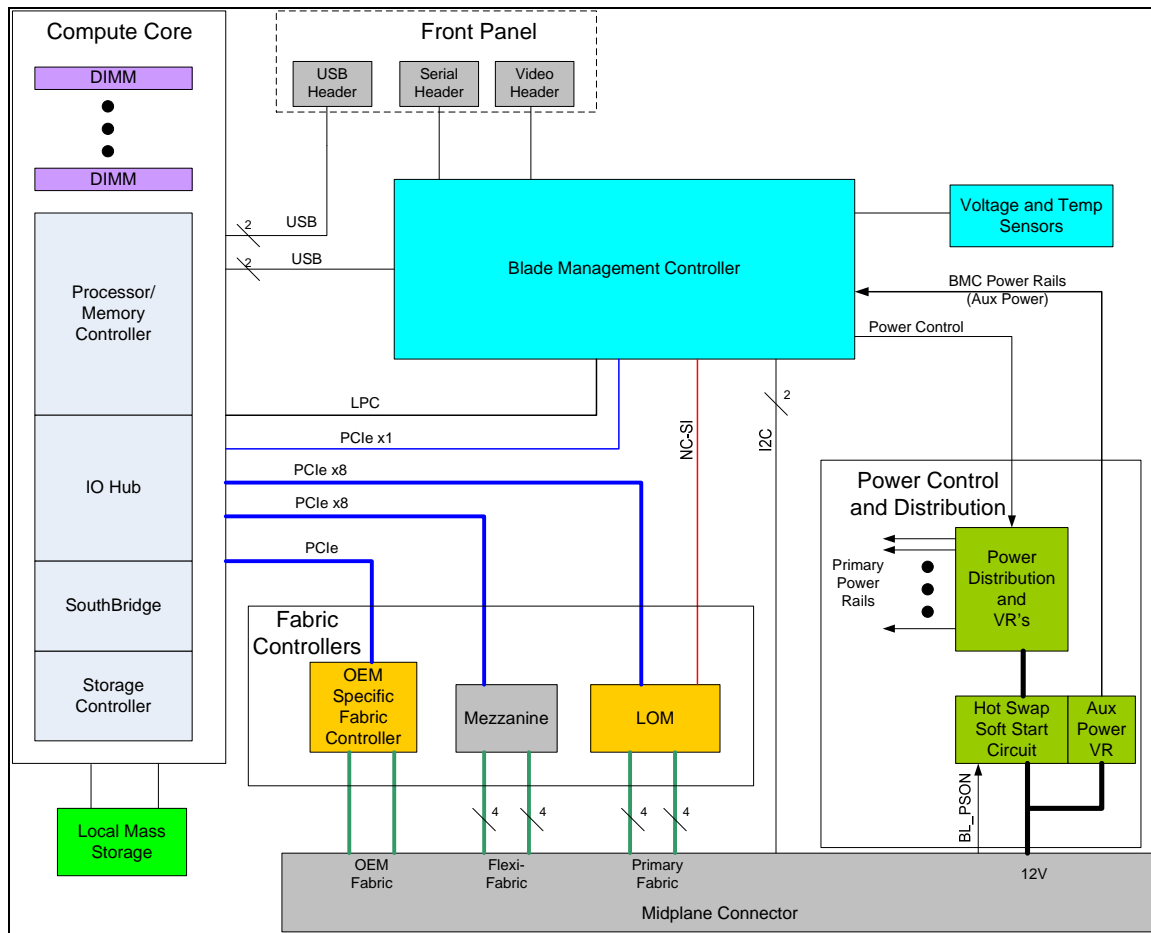 Compute Core
DIMM
DIMM
Processor/
Memory
Controller
IO Hub
SouthBridge
Storage
Controller
Local Mass
Storage
Front Panel
USB
Header
Serial
Header
Video
Header
2
USB
2
USB
Blade Management Controller
Voltage and Temp
Sensors
BMC Power Rails
(Aux Power)
Power Control
LPC
PCIe x1
PCIe x8
PCIe x8
PCIe
NC-SI
I2C
2
Fabric
Controllers
OEM
Specific
Fabric
Controller
Mezzanine
LOM
4
4
4
4
Power Control
and Distribution
Primary
Power
Rails
Power
Distribution
and
VR's
Hot Swap
Soft Start
Circuit
Aux
Power
VR
BL_PSON
OEM
Fabric
Flexi-
Fabric
Primary
Fabric
12V
Midplane Connector